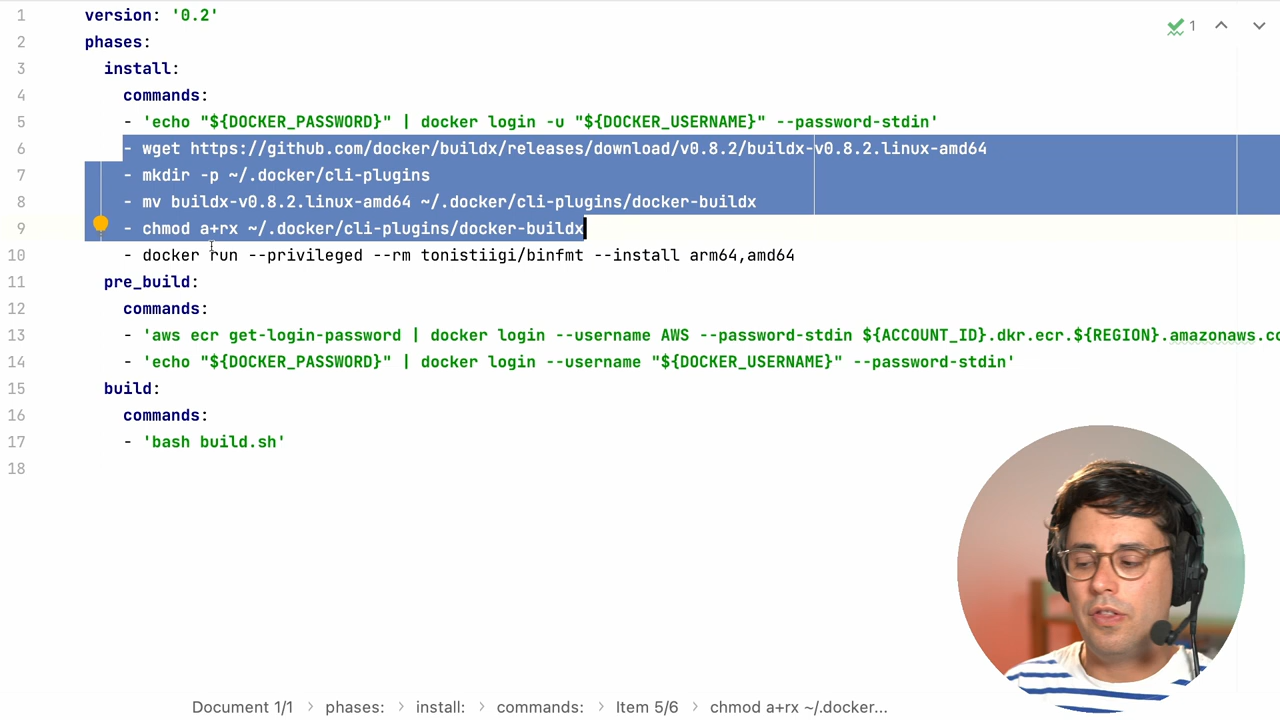 1 version: '0.2'
2 phases:
3 install:
4 commands:
5 - 'echo "${DOCKER_PASSWORD}" | docker login -u "${DOCKER_USERNAME}" --password-stdin'
6 - wget https://github.com/docker/buildx/releases/download/v0.8.2/buildx-v0.8.2.linux-amd64
7 - mkdir -p ~/.docker/cli-plugins
8 - mv buildx-v0.8.2.linux-amd64 ~/.docker/cli-plugins/docker-buildx
9 - chmod a+rx ~/.docker/cli-plugins/docker-buildx
10 - docker run --privileged --rm tonistiigi/binfmt --install arm64,amd64
11 pre_build:
12 commands:
13 - 'aws ecr get-login-password | docker login --username AWS --password-stdin ${ACCOUNT_ID}.dkr.ecr.${REGION}.amazonaws.co
14 - 'echo "${DOCKER_PASSWORD}" | docker login --username "${DOCKER_USERNAME}" --password-stdin'
15 build:
16 commands:
17 - 'bash build.sh'
18
1
Document 1/1 > phases: > install: > commands: > Item 5/6 > chmod a+rx ~/.docker...